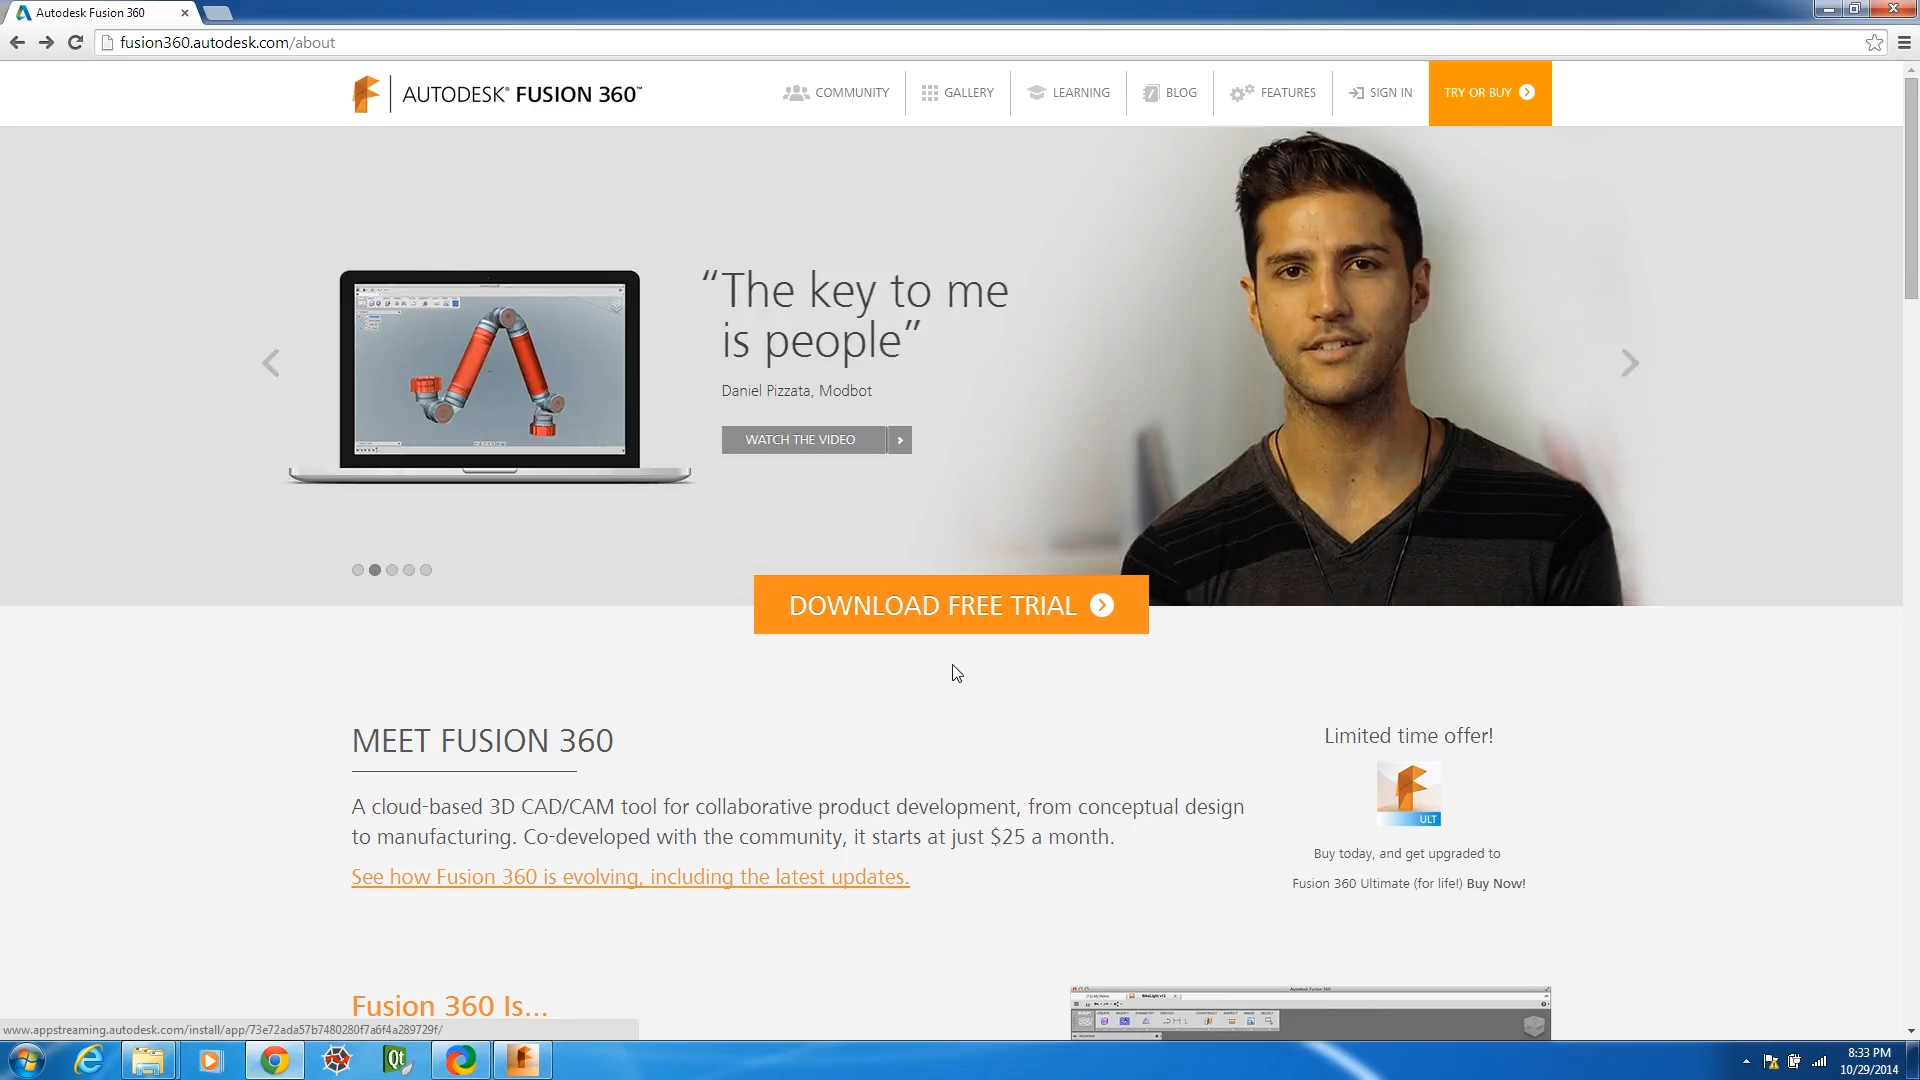 Autodesk Fusion 360
fusion360.autodesk.com/about
AUTODESK® FUSION 360™
COMMUNITY
GALLERY
LEARNING
BLOG
FEATURES
SIGN IN
TRY OR BUY
“The key to me
is people”
Daniel Pizzata, Modbot
WATCH THE VIDEO
DOWNLOAD FREE TRIAL
MEET FUSION 360
A cloud-based 3D CAD/CAM tool for collaborative product development, from conceptual design
to manufacturing. Co-developed with the community, it starts at just $25 a month.
See how Fusion 360 is evolving, including the latest updates.
Limited time offer!
ULT
Buy today, and get upgraded to
Fusion 360 Ultimate (for life!) Buy Now!
Fusion 360 Is...
Autodesk Fusion 360
www.appstreaming.autodesk.com/install/app/73e72ada57b7480280f7a6f4a289729f/
Qt
8:33 PM
10/29/2014